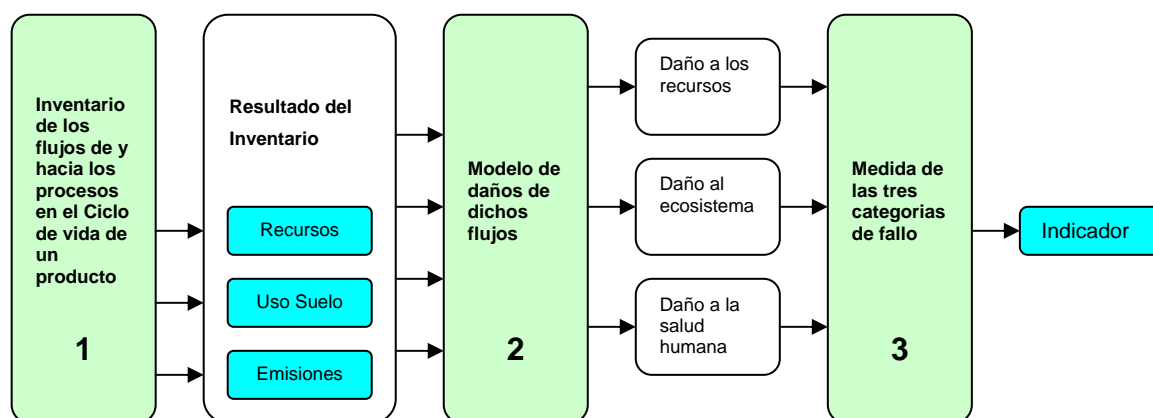 Inventario
de los
flujos de y
hacia los
procesos
en el Ciclo
de vida de
un
producto
1
Resultado del
Inventario
Recursos
Uso Suelo
Emisiones
Modelo de
daños de
dichos
flujos
2
Daño a los
recursos
Daño al
ecosistema
Daño a la
salud
humana
Medida de
las tres
categorias
de fallo
3
Indicador